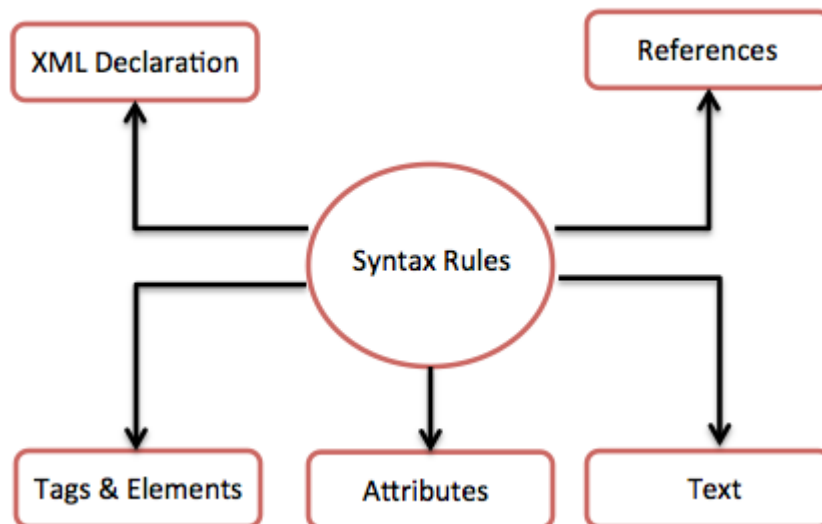 XML Declaration
References
Syntax Rules
Tags & Elements
Attributes
Text